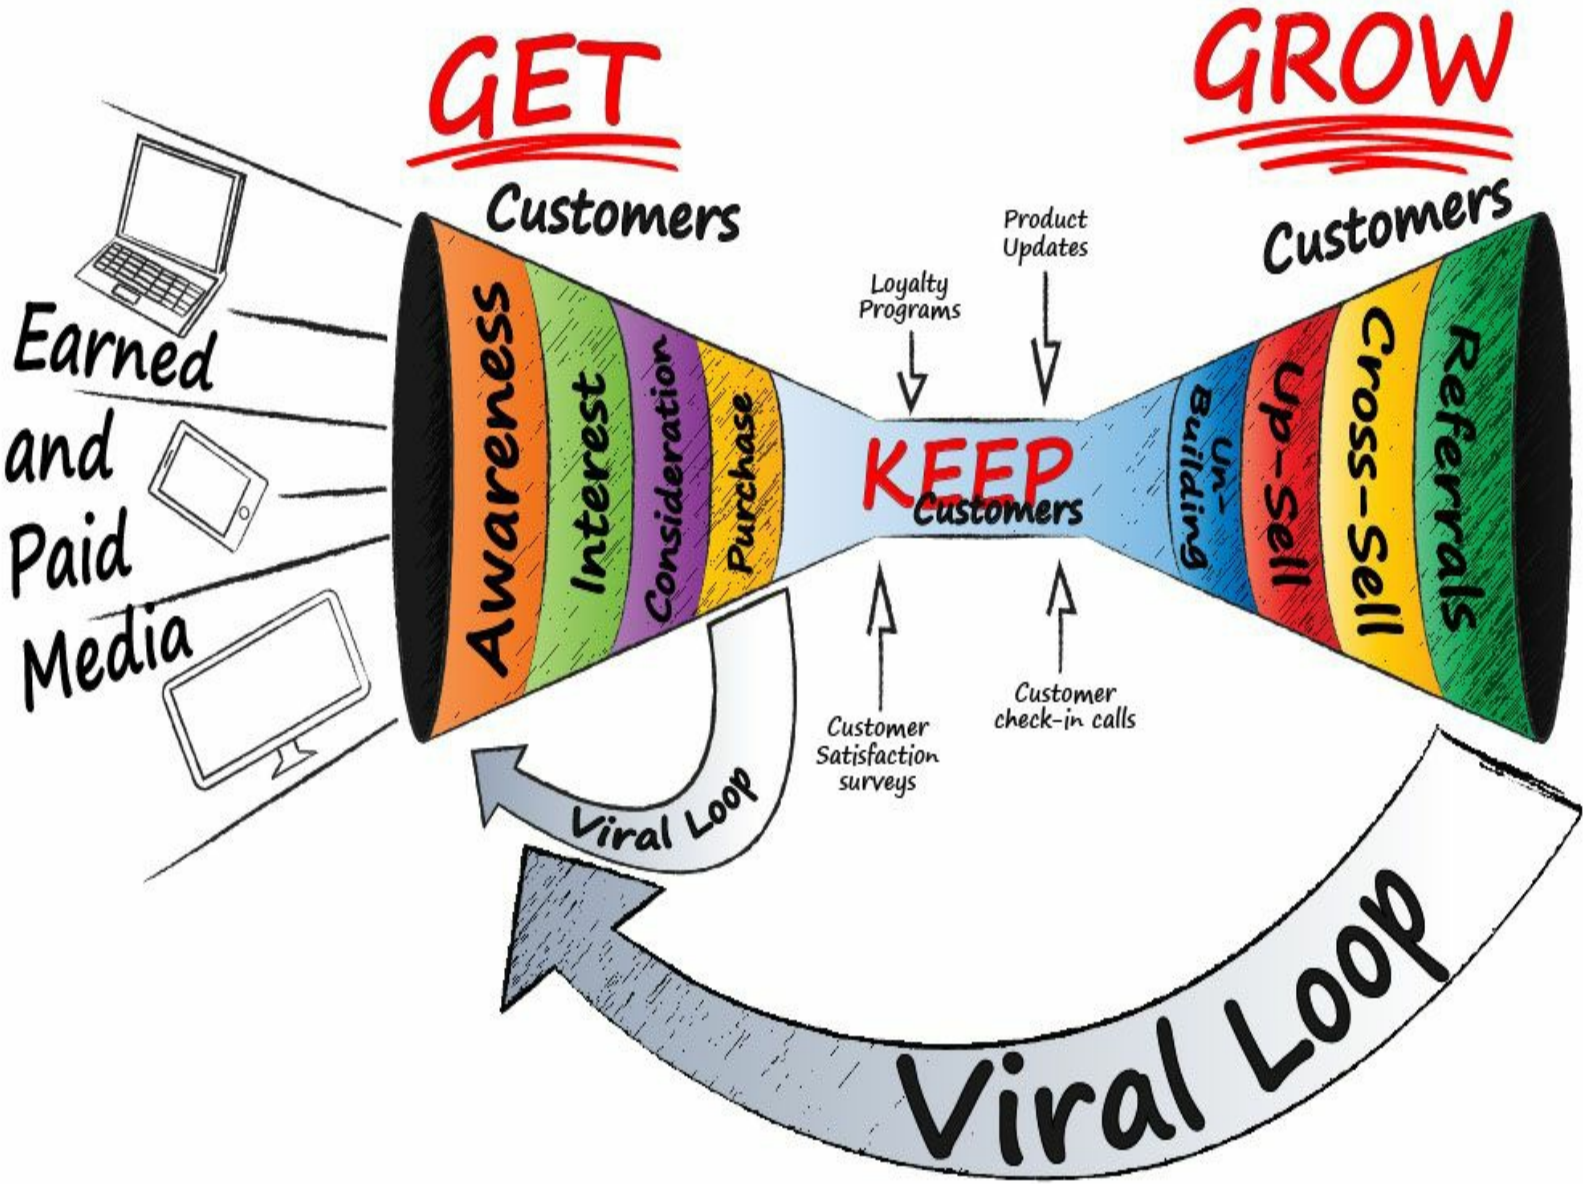 GET
Customers
GROW
Customers
Earned
and
Paid
Media
Awareness
Interest
Consideration
Purchase
Loyalty
Programs
Product
Updates
KEEP
Customers
Customer
Satisfaction
surveys
Customer
check-in calls
Un-
Building
Up-Sell
Cross-Sell
Referrals
Viral Loop
Viral Loop